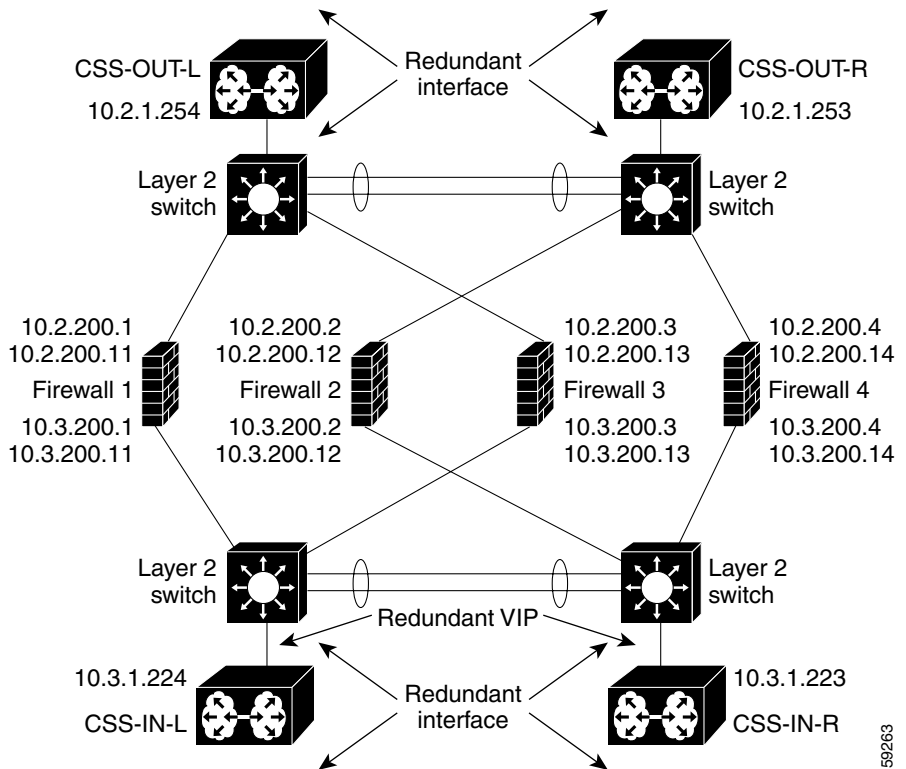 CSS-OUT-L
10.2.1.254
Redundant
interface
CSS-OUT-R
10.2.1.253
Layer 2
switch
Layer 2
switch
10.2.200.1
10.2.200.11
Firewall 1
10.3.200.1
10.3.200.11
10.2.200.2
10.2.200.12
Firewall 2
10.3.200.2
10.3.200.12
10.2.200.3
10.2.200.13
Firewall 3
10.3.200.3
10.3.200.13
10.2.200.4
10.2.200.14
Firewall 4
10.3.200.4
10.3.200.14
Layer 2
switch
Layer 2
switch
Redundant VIP
10.3.1.224
CSS-IN-L
Redundant
interface
10.3.1.223
CSS-IN-R
59263